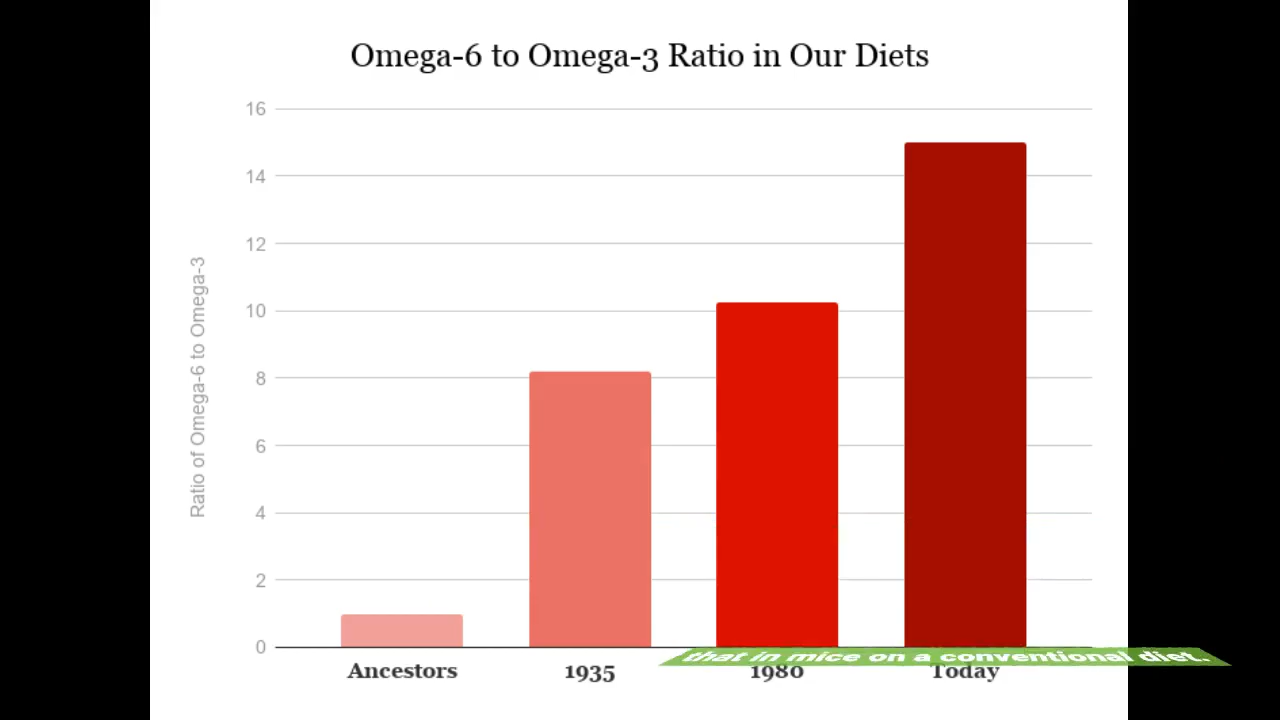 Omega-6 to Omega-3 Ratio in Our Diets
16
14
12
10
8
6
4
2
0
Ratio of Omega-6 to Omega-3
Ancestors 1935 1980 Today
that in mice on a conventional diet.